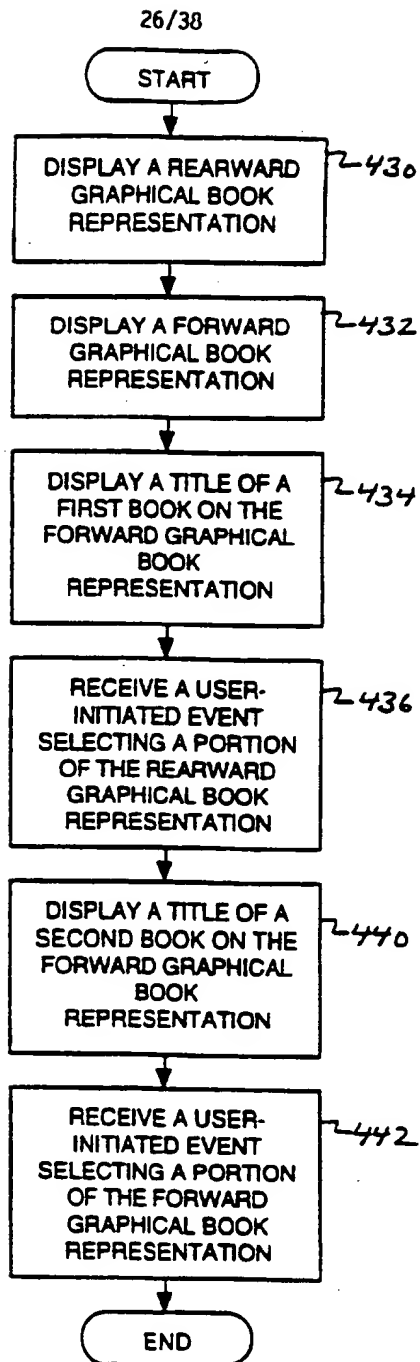 26/38
START
DISPLAY A REARWARD
GRAPHICAL BOOK
REPRESENTATION
430
DISPLAY A FORWARD
GRAPHICAL BOOK
REPRESENTATION
432
DISPLAY A TITLE OF A
FIRST BOOK ON THE
FORWARD GRAPHICAL
BOOK
REPRESENTATION
434
RECEIVE A USER-
INITIATED EVENT
SELECTING A PORTION
OF THE REARWARD
GRAPHICAL BOOK
REPRESENTATION
436
DISPLAY A TITLE OF A
SECOND BOOK ON THE
FORWARD GRAPHICAL
BOOK
REPRESENTATION
440
RECEIVE A USER-
INITIATED EVENT
SELECTING A PORTION
OF THE FORWARD
GRAPHICAL BOOK
REPRESENTATION
442
END